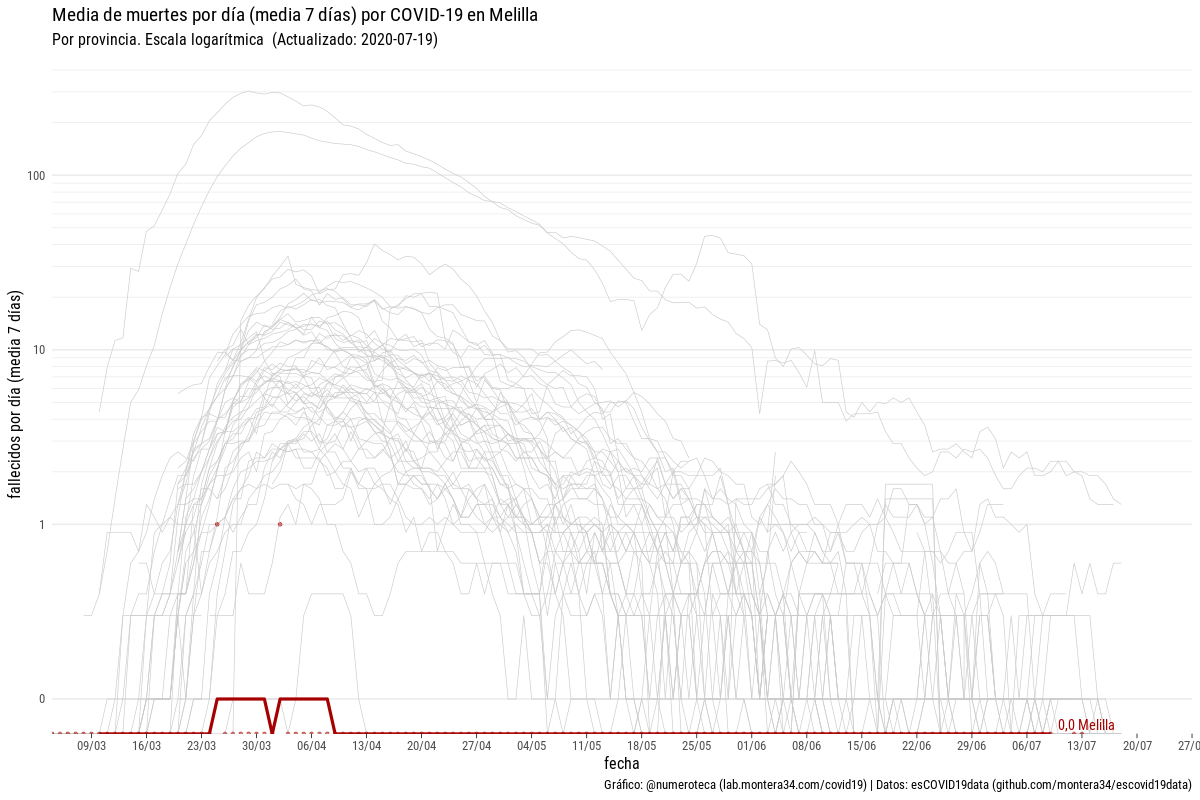 Media de muertes por día (media 7 días) por COVID-19 en Melilla
Por provincia. Escala logarítmica (Actualizado: 2020-07-19)
fallecidos por día (media 7 días)
100
10
1
0
0,0 Melilla
09/03 16/03 23/03 30/03 06/04 13/04 20/04 27/04 04/05 11/05 18/05 25/05 01/06 08/06 15/06 22/06 29/06 06/07 13/07 20/07 27/0
fecha
Gráfico: @numeroteca (lab.montera34.com/covid19) | Datos: esCOVID19data (github.com/montera34/escovid19data)